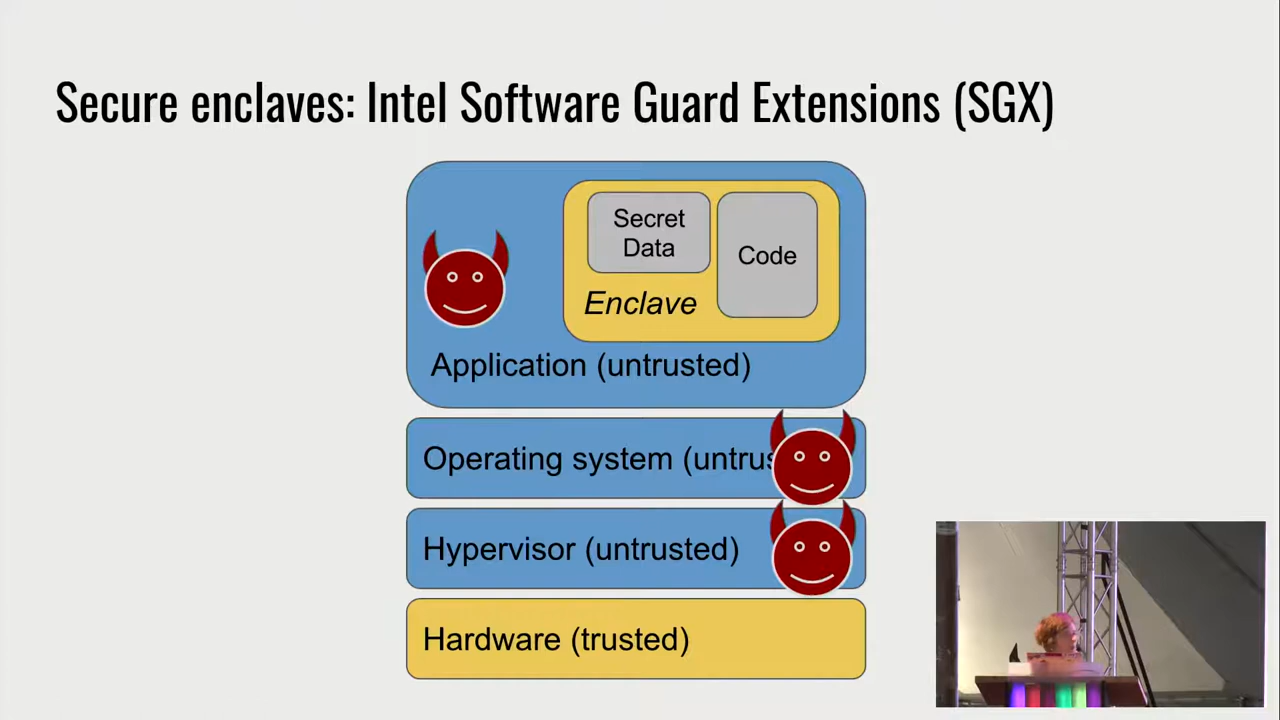 Secure enclaves: Intel Software Guard Extensions (SGX)
Secret
Data
Code
Enclave
Application (untrusted)
Operating system (untrus
Hypervisor (untrusted)
Hardware (trusted)